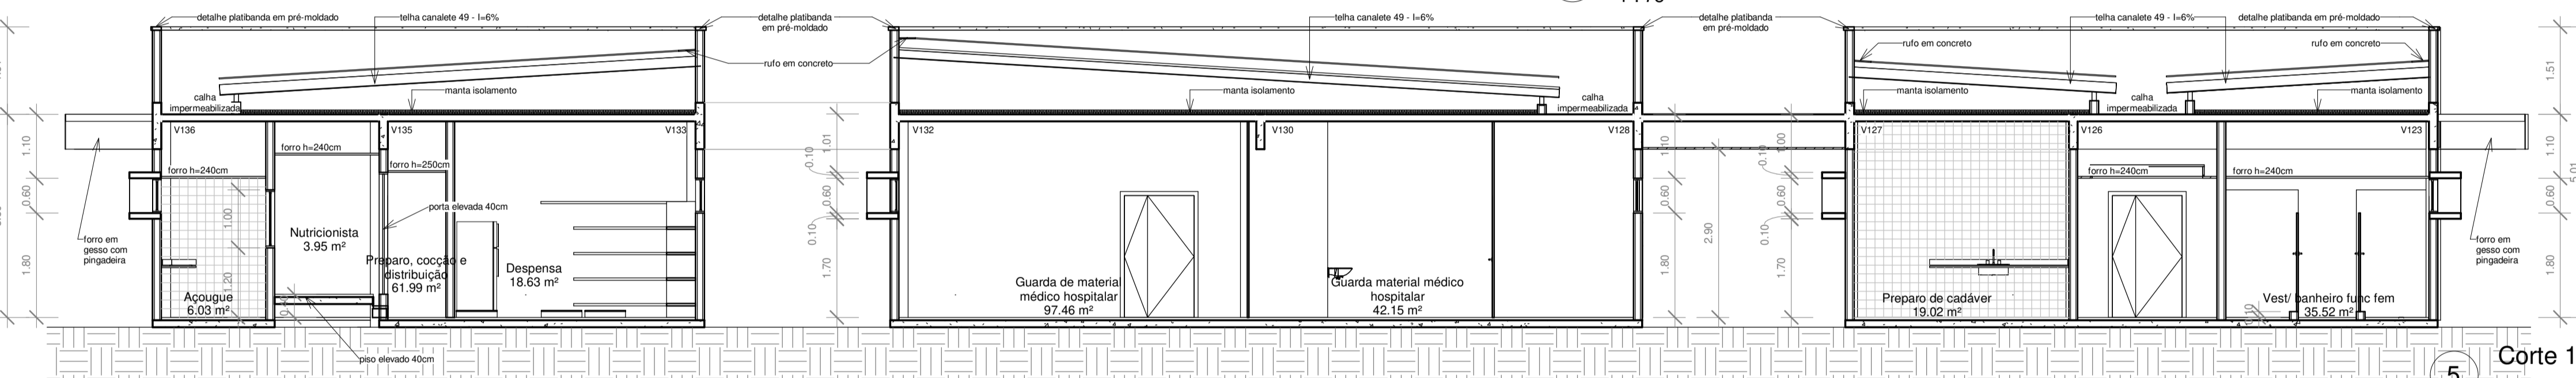 detalhe platibanda em pré-moldado
telha canalete 49 - I=6%
detalhe platibanda
em pré-moldado
telha canalete 49 - I=6%
detalhe platibanda
em pré-moldado
telha canalete 49 - I=6%
detalhe platibanda em pré-moldado
rufo em concreto
rufo em concreto
rufo em concreto
calha
impermeabilizada
manta isolamento
manta isolamento
calha
impermeabilizada
manta isolamento
calha
impermeabilizada
manta isolamento
1.51
V136
V135
V133
V132
V130
V128
V127
V126
V123
1.10
0.60
1.80
forro h=240cm
forro h=240cm
forro h=250cm
forro h=240cm
forro h=240cm
porta elevada 40cm
1.00
1.20
forro em
gesso com
pingadeira
Nutricionista
3.95 m²
Preparo, cocção e
distribuição
61.99 m²
Despensa
18.63 m²
Açougue
6.03 m²
piso elevado 40cm
1.01
0.10
0.60
0.10
1.70
Guarda de material
médico hospitalar
97.46 m²
Guarda material médico
hospitalar
42.15 m²
1.10
0.60
1.80
2.90
1.00
0.10
0.60
0.10
1.70
Preparo de cadáver
19.02 m²
Vest/ banheiro func fem
35.52 m²
0.10
forro em
gesso com
pingadeira
1.10
0.60
1.80
5
Corte 1